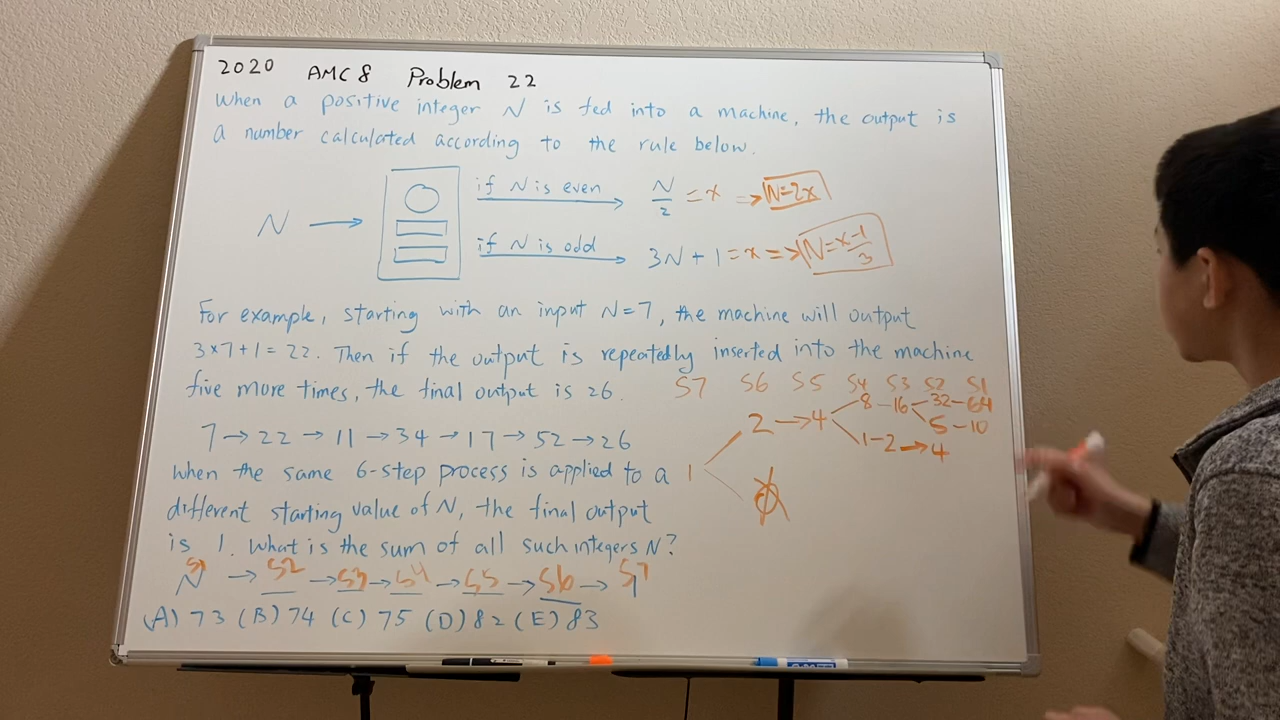 2020 AMC 8 Problem 22
When a positive integer N is fed into a machine, the output is
a number calculated according to the rule below.
N → if N is even N/2 = x => N=2x
if N is odd 3N + 1 = x => N = x-1/3
For example, starting with an input N=7, the machine will output
3×7+1=22. Then if the output is repeatedly inserted into the machine
five more times, the final output is 26.
S7 S6 S5 S4 S3 S2 S1
8 - 16 - 32 - 64
2 → 4
5 - 10
1 - 2 → 4
7 → 22 → 11 → 34 → 17 → 52 → 26
When the same 6-step process is applied to a 1
different starting value of N, the final output
is 1. What is the sum of all such integers N?
S1 S2 S3 S4 S5 S6 S7
N → → → → → → 1
(A) 73 (B) 74 (C) 75 (D) 82 (E) 83